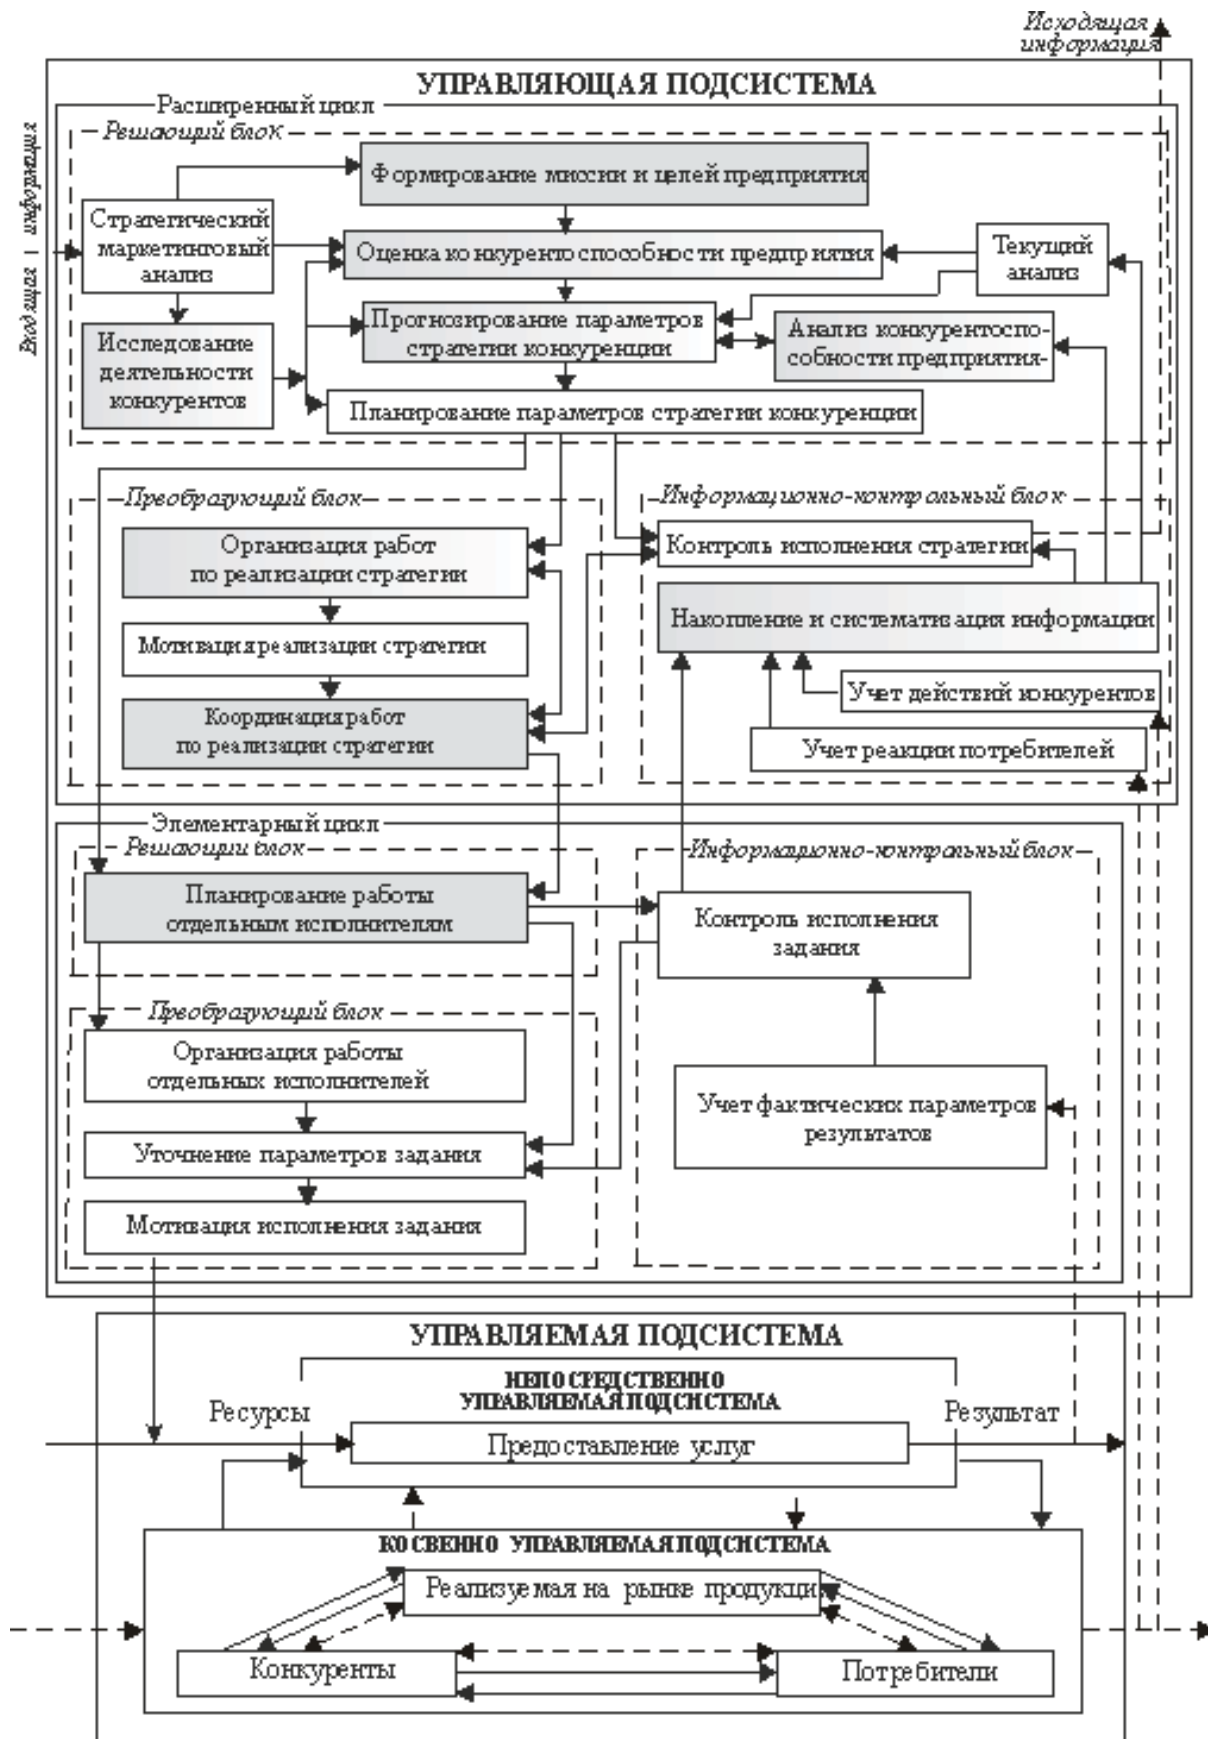 Исходящая
информация
УПРАВЛЯЮЩАЯ ПОДСИСТЕМА
Расширенный цикл
Решающий блок
Входящая информация
Формирование миссии и целей предприятия
Стратегический
маркетинговый
анализ
Оценка конкурентоспособности предприятия
Текущий
анализ
Исследование
деятельности
конкурентов
Прогнозирование параметров
стратегии конкуренции
Анализ конкурентоспо-
собности предприятия-
Планирование параметров стратегии конкуренции
Преобразующий блок
Организация работ
по реализации стратегии
Мотивация реализации стратегии
Координация работ
по реализации стратегии
Информационно-контрольный блок
Контроль исполнения стратегии
Накопление и систематизация информации
Учет действий конкурентов
Учет реакции потребителей
Элементарный цикл
Решающии блок
Планирование работы
отдельным исполнителям
Информационно-контрольный блок
Контроль исполнения
задания
Преобразующий блок
Организация работы
отдельных исполнителей
Учет фактических параметров
результатов
Уточнение параметров задания
Мотивация исполнения задания
УПРАВЛЯЕМАЯ ПОДСИСТЕМА
НЕПОСРЕДСТВЕННО
УПРАВЛЯЕМАЯ ПОДСИСТЕМА
Ресурсы
Результат
Предоставление услуг
КОСВЕННО УПРАВЛЯЕМАЯ ПОДСИСТЕМА
Реализуемая на рынке продукци
Конкуренты
Потребители